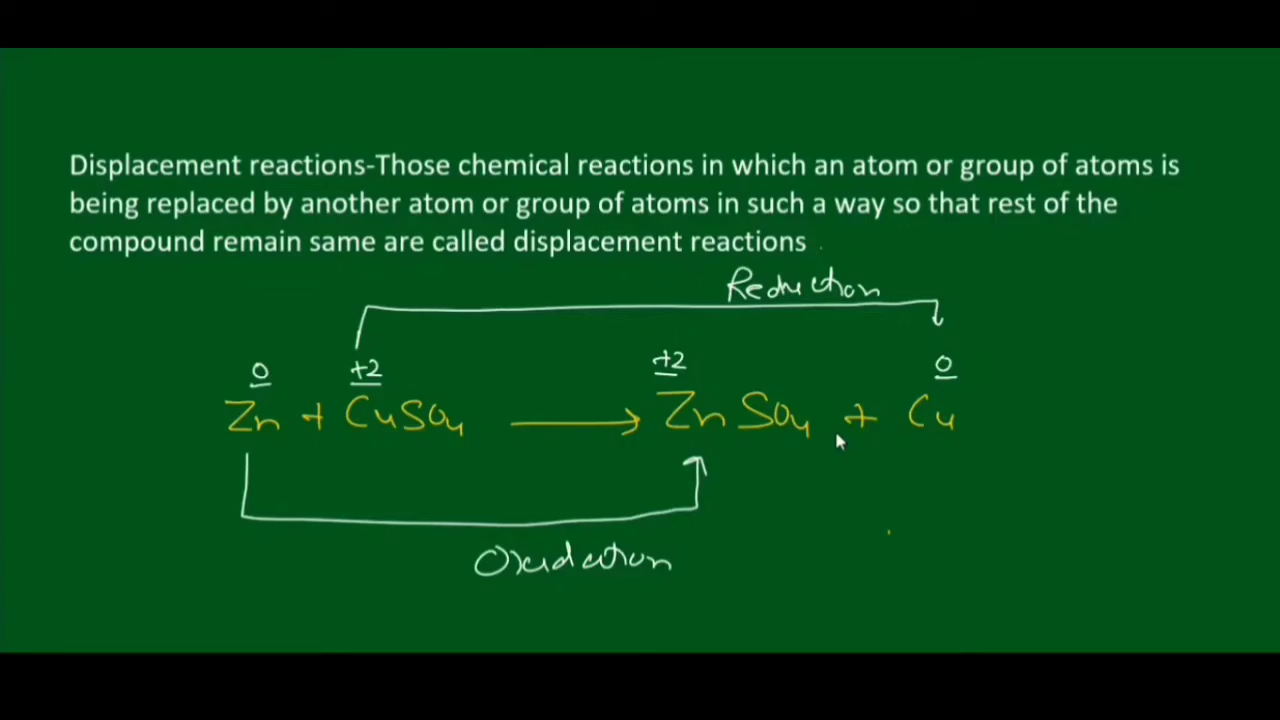 Displacement reactions-Those chemical reactions in which an atom or group of atoms is
being replaced by another atom or group of atoms in such a way so that rest of the
compound remain same are called displacement reactions
Reduction
0 +2 +2 0
Zn + CuSO4 → ZnSO4 + Cu
Oxidation